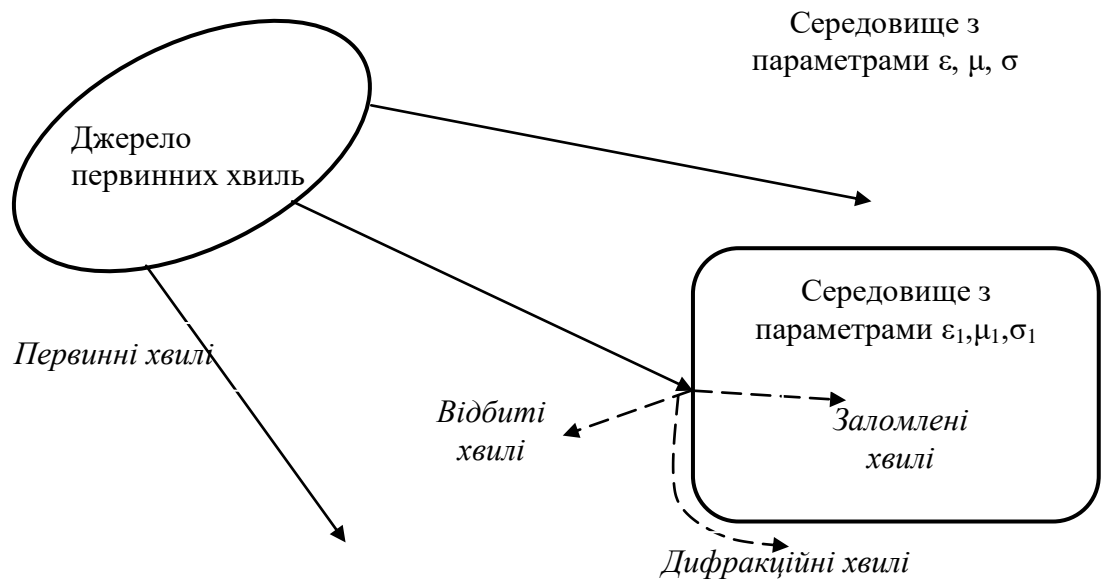 Середовище з
параметрами ε, μ, σ
Джерело
первинних хвиль
Середовище з
параметрами ε₁,μ₁,σ₁
Первинні хвилі
Відбиті
хвилі
Заломлені
хвилі
Дифракційні хвилі